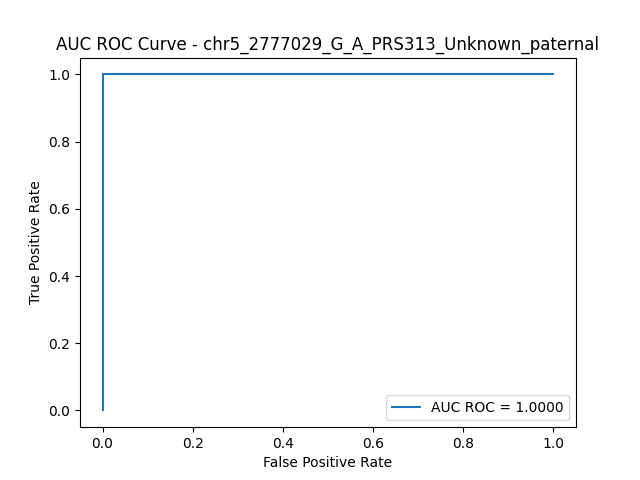 AUC ROC Curve - chr5_2777029_G_A_PRS313_Unknown_paternal
1.0
0.8
0.6
0.4
0.2
0.0
True Positive Rate
AUC ROC = 1.0000
0.0 0.2 0.4 0.6 0.8 1.0
False Positive Rate